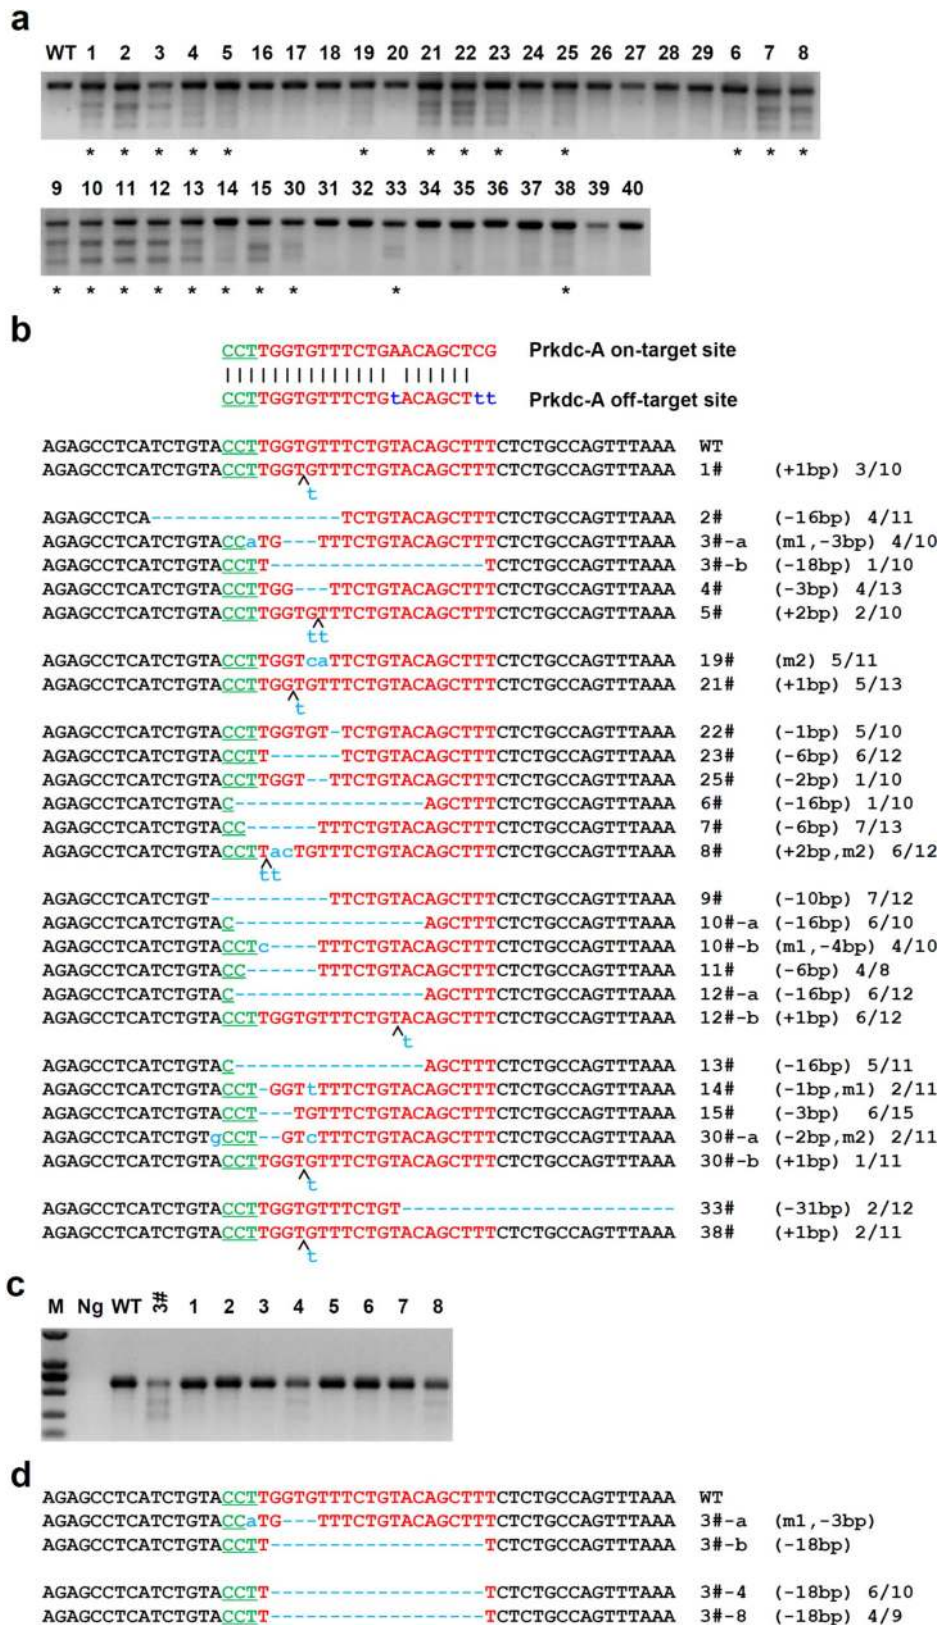 a
WT 1 2 3 4 5 16 17 18 19 20 21 22 23 24 25 26 27 28 29 6 7 8
* * * * * * * * * * * * *
9 10 11 12 13 14 15 30 31 32 33 34 35 36 37 38 39 40
* * * * * * * * * *
b
CCTTGGTGTTTCTGAACAGCTCG Prkdc-A on-target site
CCTTGGTGTTTCTGtACAGCTtt Prkdc-A off-target site
AGAGCCTCATCTGTACCTTGGTGTTTCTGTACAGCTTTCTCTGCCAGTTTAAA WT
AGAGCCTCATCTGTACCTTGGTGTTTCTGTACAGCTTTCTCTGCCAGTTTAAA 1# (+1bp) 3/10
t
AGAGCCTCA----------------TCTGTACAGCTTTCTCTGCCAGTTTAAA 2# (-16bp) 4/11
AGAGCCTCATCTGTACCaTG---TTTCTGTACAGCTTTCTCTGCCAGTTTAAA 3#-a (m1,-3bp) 4/10
AGAGCCTCATCTGTACCTT------------------TCTCTGCCAGTTTAAA 3#-b (-18bp) 1/10
AGAGCCTCATCTGTACCTTGG---TTCTGTACAGCTTTCTCTGCCAGTTTAAA 4# (-3bp) 4/13
AGAGCCTCATCTGTACCTTGGTGTTTCTGTACAGCTTTCTCTGCCAGTTTAAA 5# (+2bp) 2/10
tt
AGAGCCTCATCTGTACCTTGGTcaTTCTGTACAGCTTTCTCTGCCAGTTTAAA 19# (m2) 5/11
AGAGCCTCATCTGTACCTTGGTGTTTCTGTACAGCTTTCTCTGCCAGTTTAAA 21# (+1bp) 5/13
t
AGAGCCTCATCTGTACCTTGGTGT-TCTGTACAGCTTTCTCTGCCAGTTTAAA 22# (-1bp) 5/10
AGAGCCTCATCTGTACCTT------TCTGTACAGCTTTCTCTGCCAGTTTAAA 23# (-6bp) 6/12
AGAGCCTCATCTGTACCTTGGT--TTCTGTACAGCTTTCTCTGCCAGTTTAAA 25# (-2bp) 1/10
AGAGCCTCATCTGTAC----------------AGCTTTCTCTGCCAGTTTAAA 6# (-16bp) 1/10
AGAGCCTCATCTGTACC------TTTCTGTACAGCTTTCTCTGCCAGTTTAAA 7# (-6bp) 7/13
AGAGCCTCATCTGTACCTTacTGTTTCTGTACAGCTTTCTCTGCCAGTTTAAA 8# (+2bp,m2) 6/12
tt
AGAGCCTCATCTGT----------TTCTGTACAGCTTTCTCTGCCAGTTTAAA 9# (-10bp) 7/12
AGAGCCTCATCTGTAC----------------AGCTTTCTCTGCCAGTTTAAA 10#-a (-16bp) 6/10
AGAGCCTCATCTGTACCTc----TTTCTGTACAGCTTTCTCTGCCAGTTTAAA 10#-b (m1,-4bp) 4/10
AGAGCCTCATCTGTACC------TTTCTGTACAGCTTTCTCTGCCAGTTTAAA 11# (-6bp) 4/8
AGAGCCTCATCTGTAC----------------AGCTTTCTCTGCCAGTTTAAA 12#-a (-16bp) 6/12
AGAGCCTCATCTGTACCTTGGTGTTTCTGTACAGCTTTCTCTGCCAGTTTAAA 12#-b (+1bp) 6/12
t
AGAGCCTCATCTGTAC----------------AGCTTTCTCTGCCAGTTTAAA 13# (-16bp) 5/11
AGAGCCTCATCTGTACCT-GGTtTTTCTGTACAGCTTTCTCTGCCAGTTTAAA 14# (-1bp,m1) 2/11
AGAGCCTCATCTGTACCT---TGTTTCTGTACAGCTTTCTCTGCCAGTTTAAA 15# (-3bp) 6/15
AGAGCCTCATCTGTgCCT--GTcTTTCTGTACAGCTTTCTCTGCCAGTTTAAA 30#-a (-2bp,m2) 2/11
AGAGCCTCATCTGTACCTTGGTGTTTCTGTACAGCTTTCTCTGCCAGTTTAAA 30#-b (+1bp) 1/11
t
AGAGCCTCATCTGTACCTTGGTGTTTCTGT----------------------- 33# (-31bp) 2/12
AGAGCCTCATCTGTACCTTGGTGTTTCTGTACAGCTTTCTCTGCCAGTTTAAA 38# (+1bp) 2/11
t
c
M Ng WT 3# 1 2 3 4 5 6 7 8
d
AGAGCCTCATCTGTACCTTGGTGTTTCTGTACAGCTTTCTCTGCCAGTTTAAA WT
AGAGCCTCATCTGTACCaTG---TTTCTGTACAGCTTTCTCTGCCAGTTTAAA 3#-a (m1,-3bp)
AGAGCCTCATCTGTACCTT------------------TCTCTGCCAGTTTAAA 3#-b (-18bp)
AGAGCCTCATCTGTACCTT------------------TCTCTGCCAGTTTAAA 3#-4 (-18bp) 6/10
AGAGCCTCATCTGTACCTT------------------TCTCTGCCAGTTTAAA 3#-8 (-18bp) 4/9